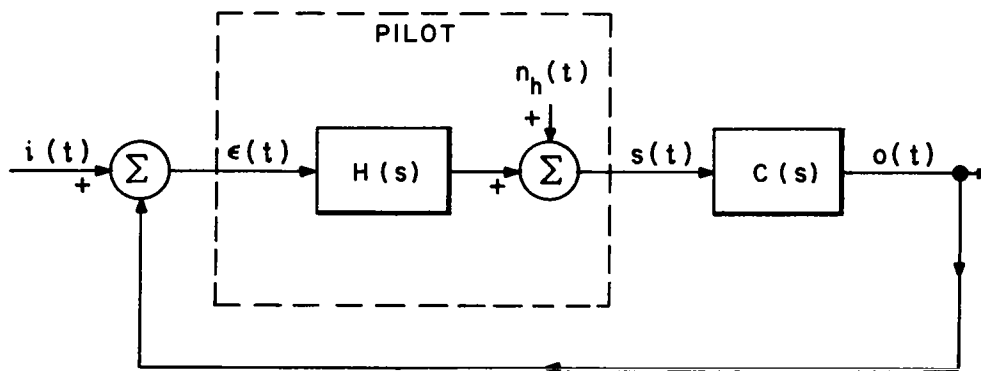 PILOT
n_h(t)
+
i(t)
+
Σ
ϵ(t)
H(s)
+
Σ
s(t)
C(s)
o(t)